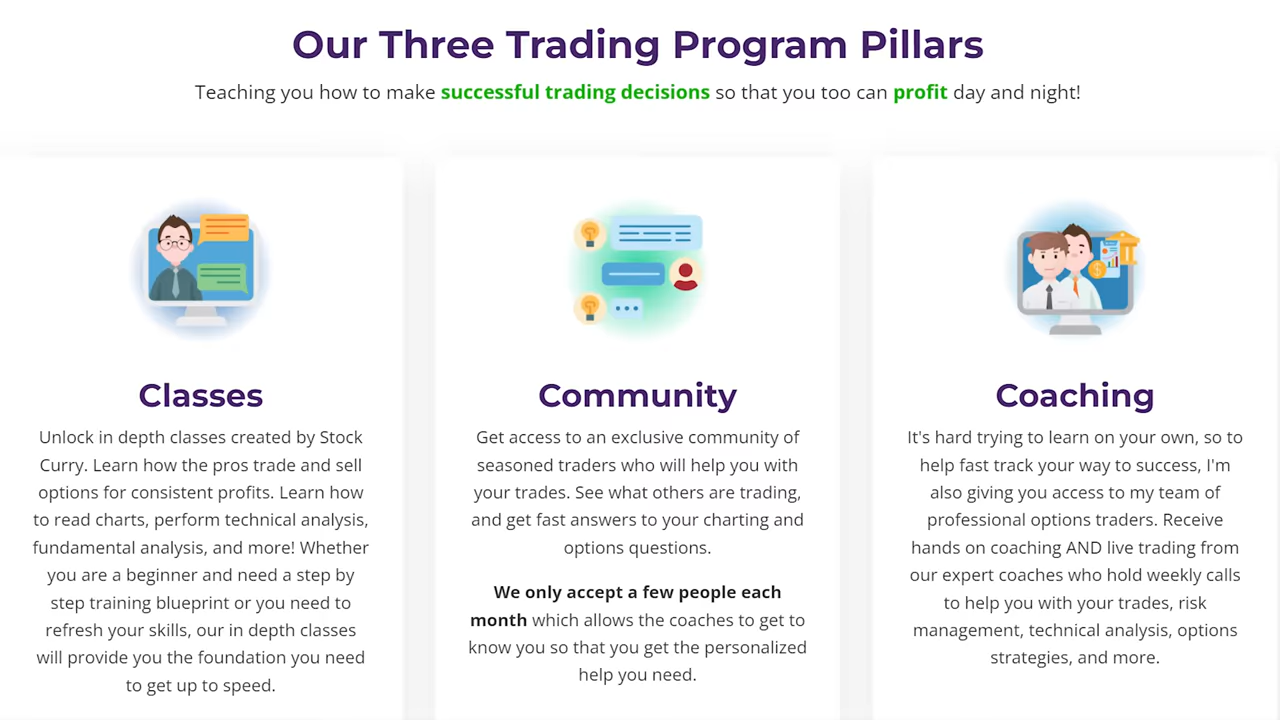 Our Three Trading Program Pillars
Teaching you how to make successful trading decisions so that you too can profit day and night!
Classes
Unlock in depth classes created by Stock
Curry. Learn how the pros trade and sell
options for consistent profits. Learn how
to read charts, perform technical analysis,
fundamental analysis, and more! Whether
you are a beginner and need a step by
step training blueprint or you need to
refresh your skills, our in depth classes
will provide you the foundation you need
to get up to speed.
Community
Get access to an exclusive community of
seasoned traders who will help you with
your trades. See what others are trading,
and get fast answers to your charting and
options questions.
We only accept a few people each
month which allows the coaches to get to
know you so that you get the personalized
help you need.
Coaching
It's hard trying to learn on your own, so to
help fast track your way to success, I'm
also giving you access to my team of
professional options traders. Receive
hands on coaching AND live trading from
our expert coaches who hold weekly calls
to help you with your trades, risk
management, technical analysis, options
strategies, and more.